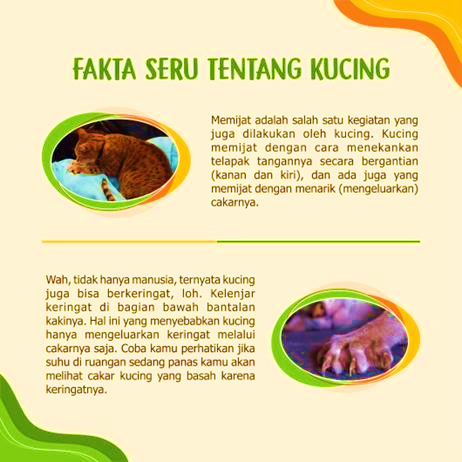 FAKTA SERU TENTANG KUCING
Memijat adalah salah satu kegiatan yang
juga dilakukan oleh kucing. Kucing
memijat dengan cara menekankan
telapak tangannya secara bergantian
(kanan dan kiri), dan ada juga yang
memijat dengan menarik (mengeluarkan)
cakarnya.
Wah, tidak hanya manusia, ternyata kucing
juga bisa berkeringat, loh. Kelenjar
keringat di bagian bawah bantalan
kakinya. Hal ini yang menyebabkan kucing
hanya mengeluarkan keringat melalui
cakarnya saja. Coba kamu perhatikan jika
suhu di ruangan sedang panas kamu akan
melihat cakar kucing yang basah karena
keringatnya.